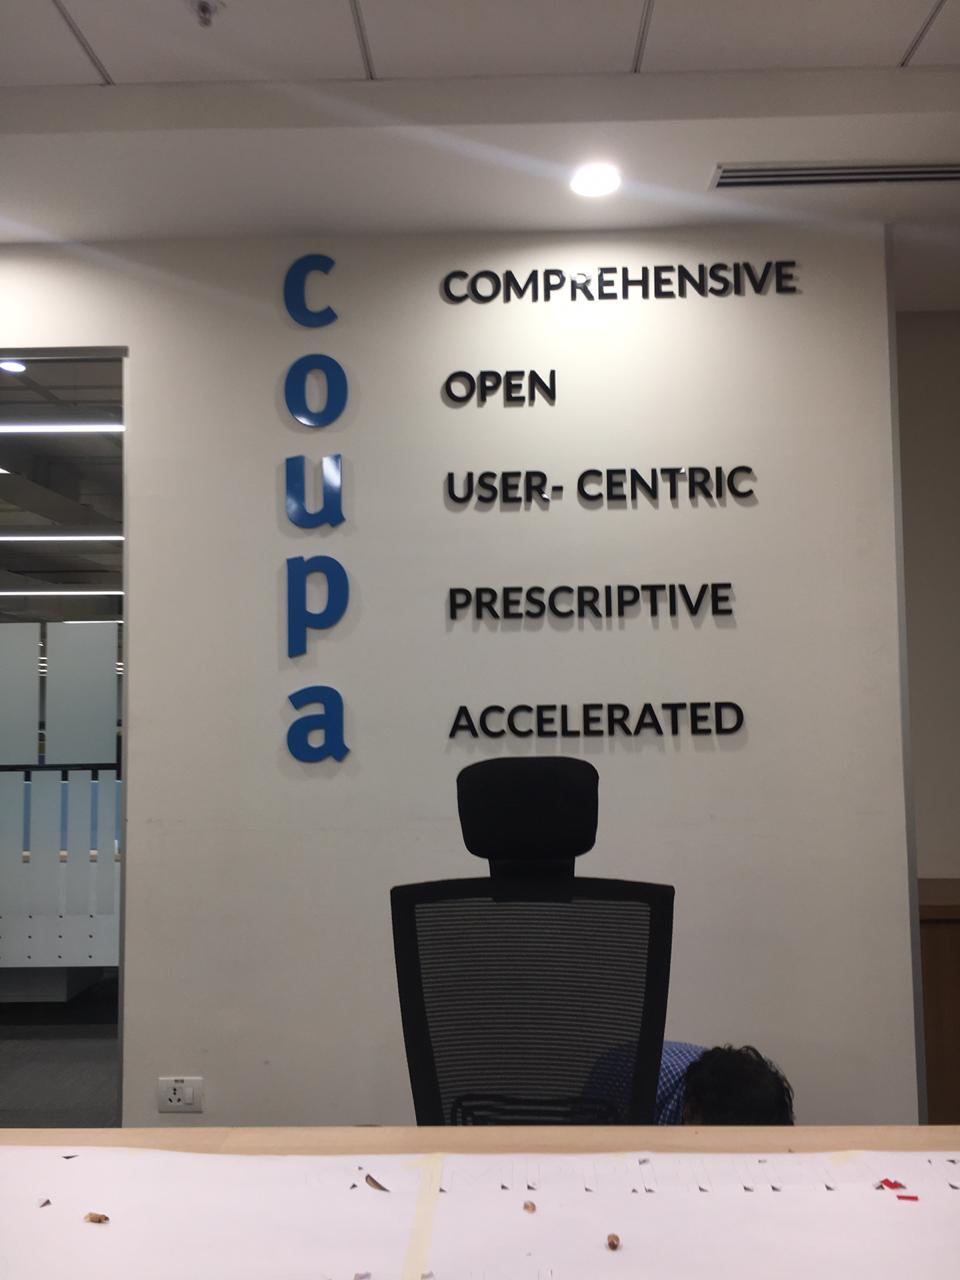 c COMPREHENSIVE
o OPEN
u USER- CENTRIC
p PRESCRIPTIVE
a ACCELERATED